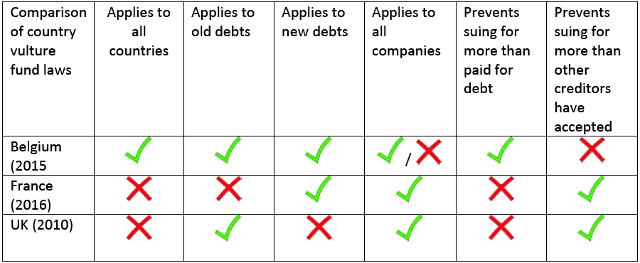 Comparison
of country
vulture
fund laws
Applies to
all
countries
Applies to
old debts
Applies to
new debts
Applies to
all
companies
Prevents
suing for
more than
paid for
debt
Prevents
suing for
more than
other
creditors
have
accepted
Belgium
(2015
/
France
(2016)
UK (2010)